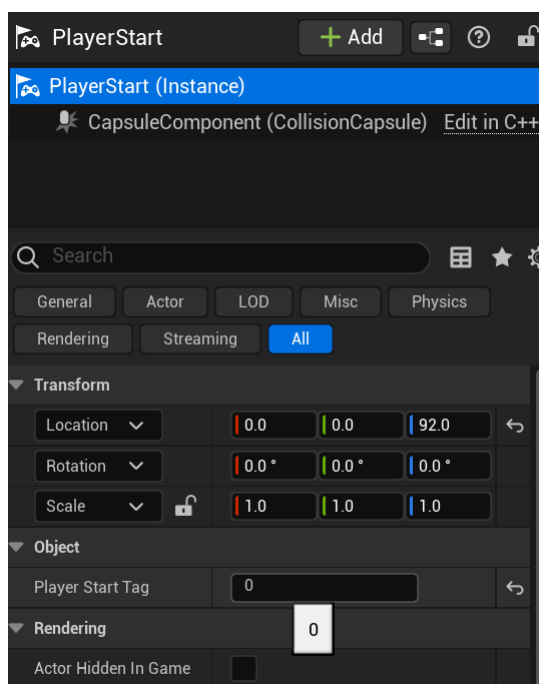 PlayerStart + Add
PlayerStart (Instance)
CapsuleComponent (CollisionCapsule) Edit in C++
Search
General Actor LOD Misc Physics
Rendering Streaming All
Transform
Location 0.0 0.0 92.0
Rotation 0.0 ° 0.0 ° 0.0 °
Scale 1.0 1.0 1.0
Object
Player Start Tag 0
Rendering 0
Actor Hidden In Game